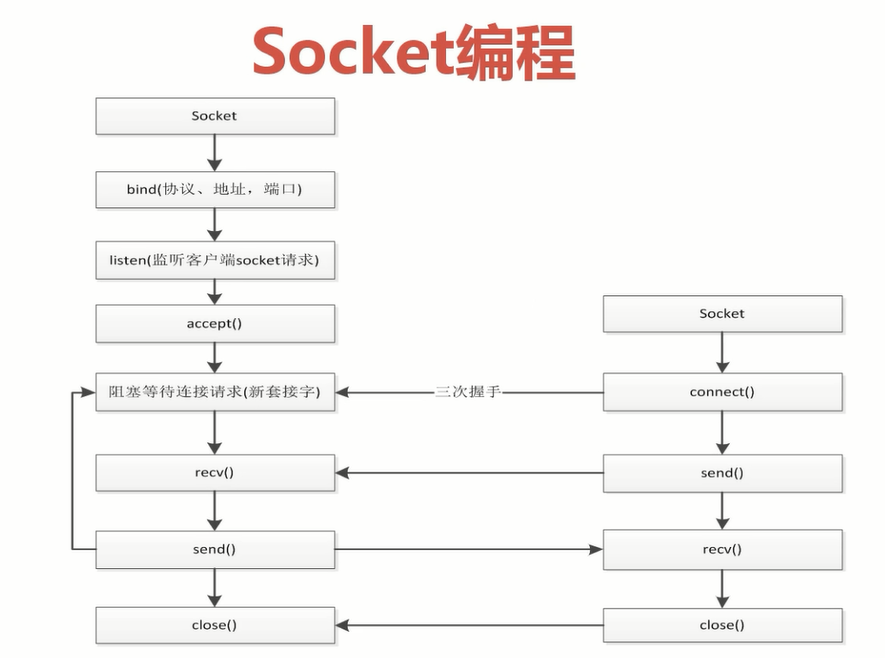 Socket编程
Socket
bind(协议、地址，端口)
listen(监听客户端socket请求)
accept()
阻塞等待连接请求(新套接字)
recv()
send()
close()
三次握手
Socket
connect()
send()
recv()
close()